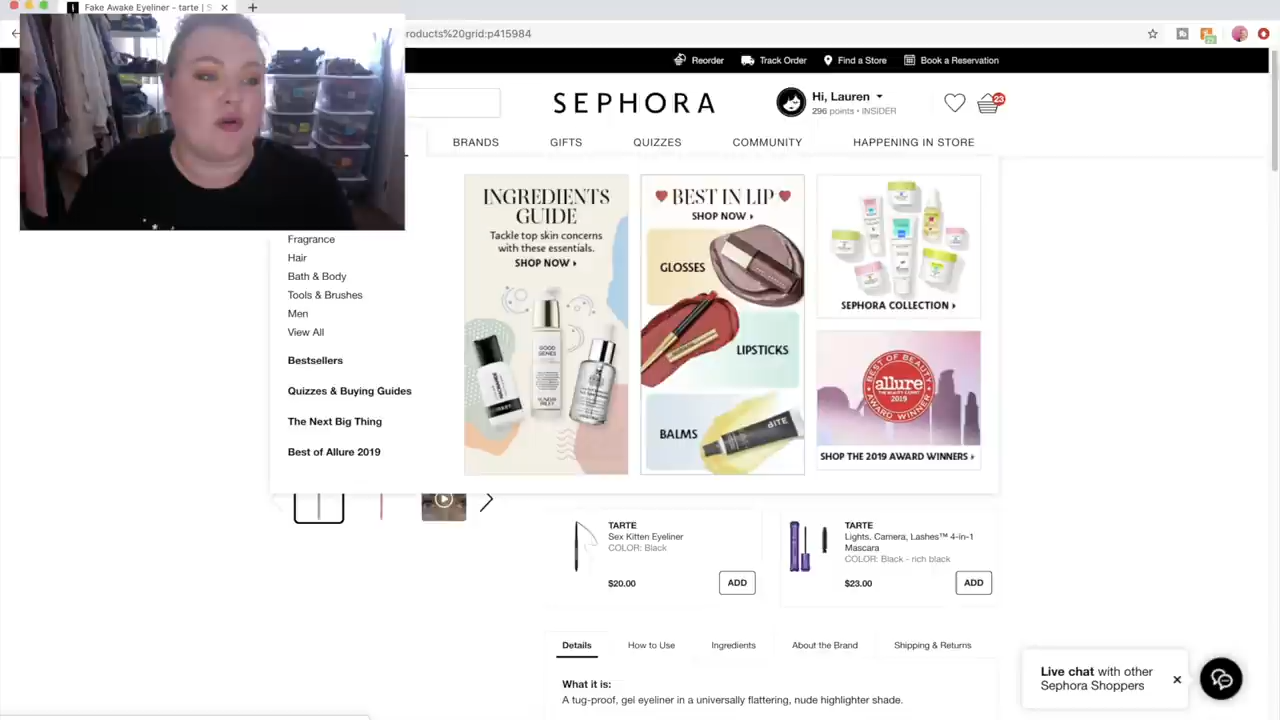 Fake Awake Eyeliner - tarte | S
roducts%20grid:p415984
Reorder
Track Order
Find a Store
Book a Reservation
SEPHORA
Hi, Lauren
296 points • INSIDER
23
BRANDS
GIFTS
QUIZZES
COMMUNITY
HAPPENING IN STORE
Fragrance
Hair
Bath & Body
Tools & Brushes
Men
View All
Bestsellers
Quizzes & Buying Guides
The Next Big Thing
Best of Allure 2019
INGREDIENTS
GUIDE
Tackle top skin concerns
with these essentials.
SHOP NOW
GOOD
GENES
BEST IN LIP
SHOP NOW
GLOSSES
LIPSTICKS
BALMS
BITE
SEPHORA COLLECTION
BEST OF BEAUTY
allure
2019
AWARD WINNER
SHOP THE 2019 AWARD WINNERS
TARTE
Sex Kitten Eyeliner
COLOR: Black
$20.00
ADD
TARTE
Lights, Camera, Lashes™ 4-in-1
Mascara
COLOR: Black - rich black
$23.00
ADD
Details
How to Use
Ingredients
About the Brand
Shipping & Returns
What it is:
A tug-proof, gel eyeliner in a universally flattering, nude highlighter shade.
Live chat with other
Sephora Shoppers